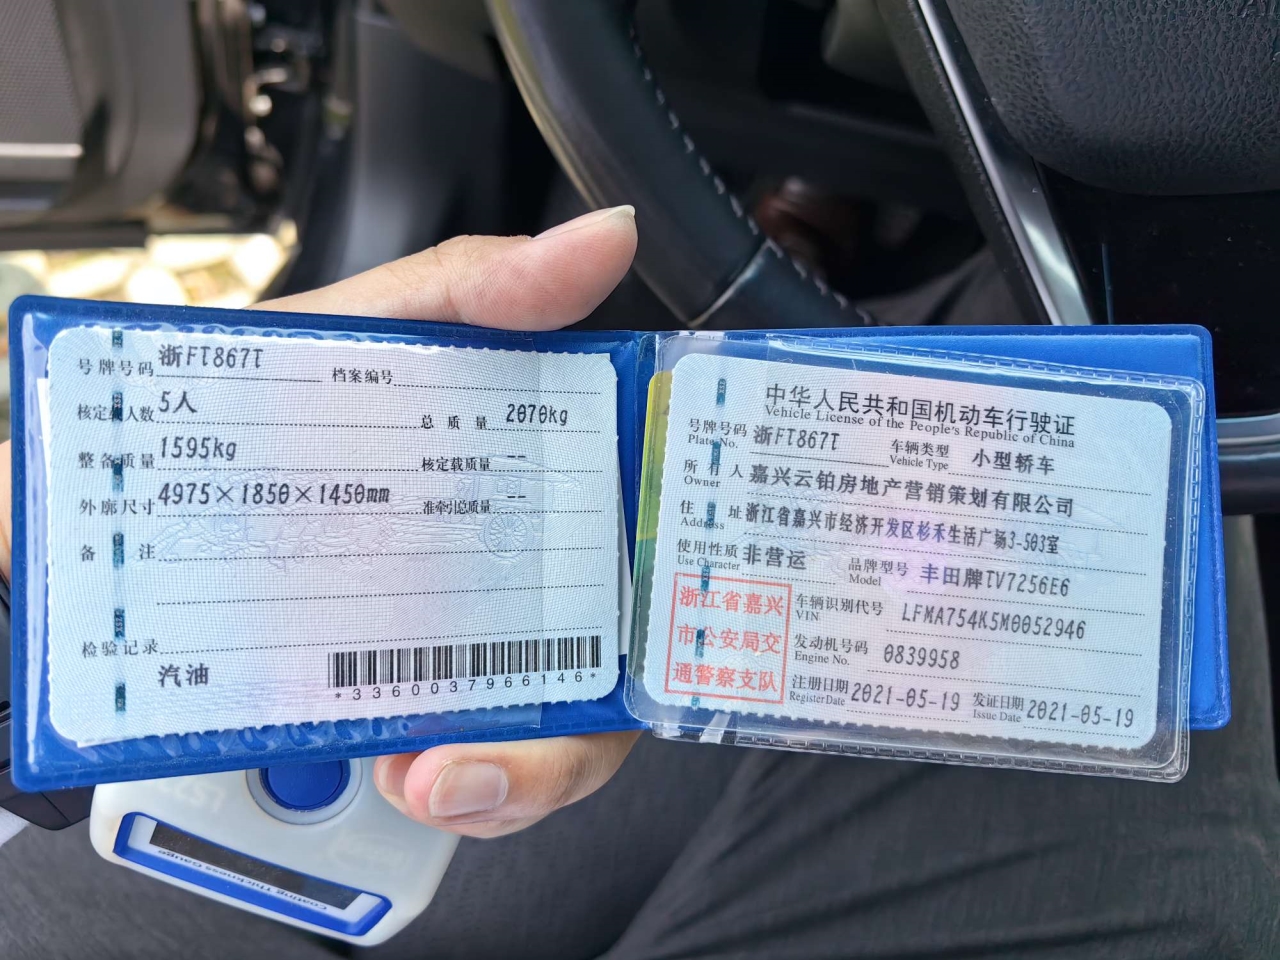 号牌号码 浙FT867T 档案编号
核定载人数 5人 总质量 2070kg
整备质量 1595kg 核定载质量 --
外廓尺寸 4975×1850×1450mm 准牵引总质量 --
备注
检验记录
汽油
*3360037966146*
中华人民共和国机动车行驶证
Vehicle License of the People's Republic of China
号牌号码 浙FT867T 车辆类型 小型轿车
Plate No. Vehicle Type
所有人 嘉兴云铂房地产营销策划有限公司
Owner
住址 浙江省嘉兴市经济开发区杉禾生活广场3-503室
Address
使用性质 非营运 品牌型号 丰田牌TV7256E6
Use Character Model
浙江省嘉兴
市公安局交
通警察支队
车辆识别代号 LFMA754K5M0052946
VIN
发动机号码 0839958
Engine No.
注册日期 2021-05-19 发证日期 2021-05-19
Register Date Issue Date
Coating Thickness Gauge